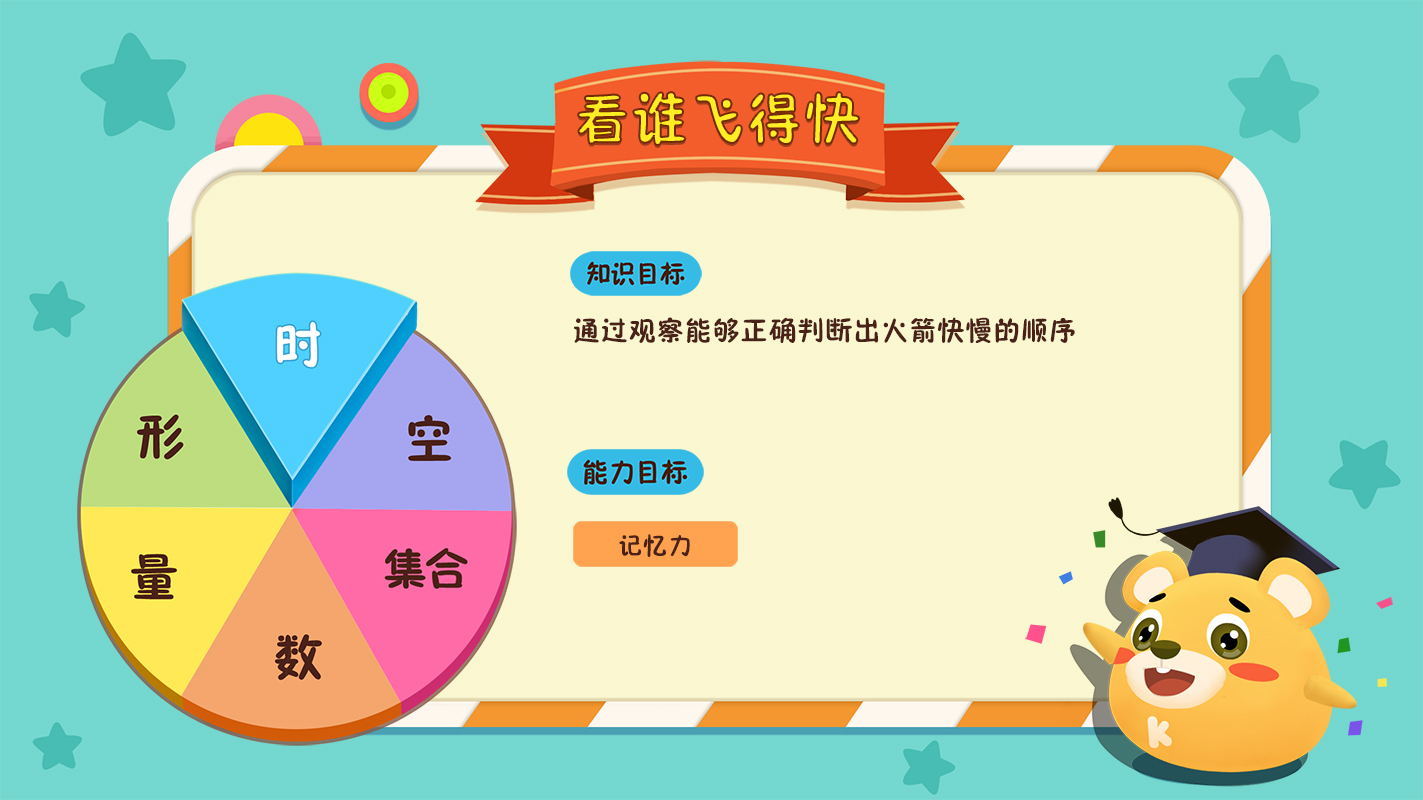 看谁飞得快
知识目标
通过观察能够正确判断出火箭快慢的顺序
能力目标
记忆力
时
空
集合
数
量
形
K